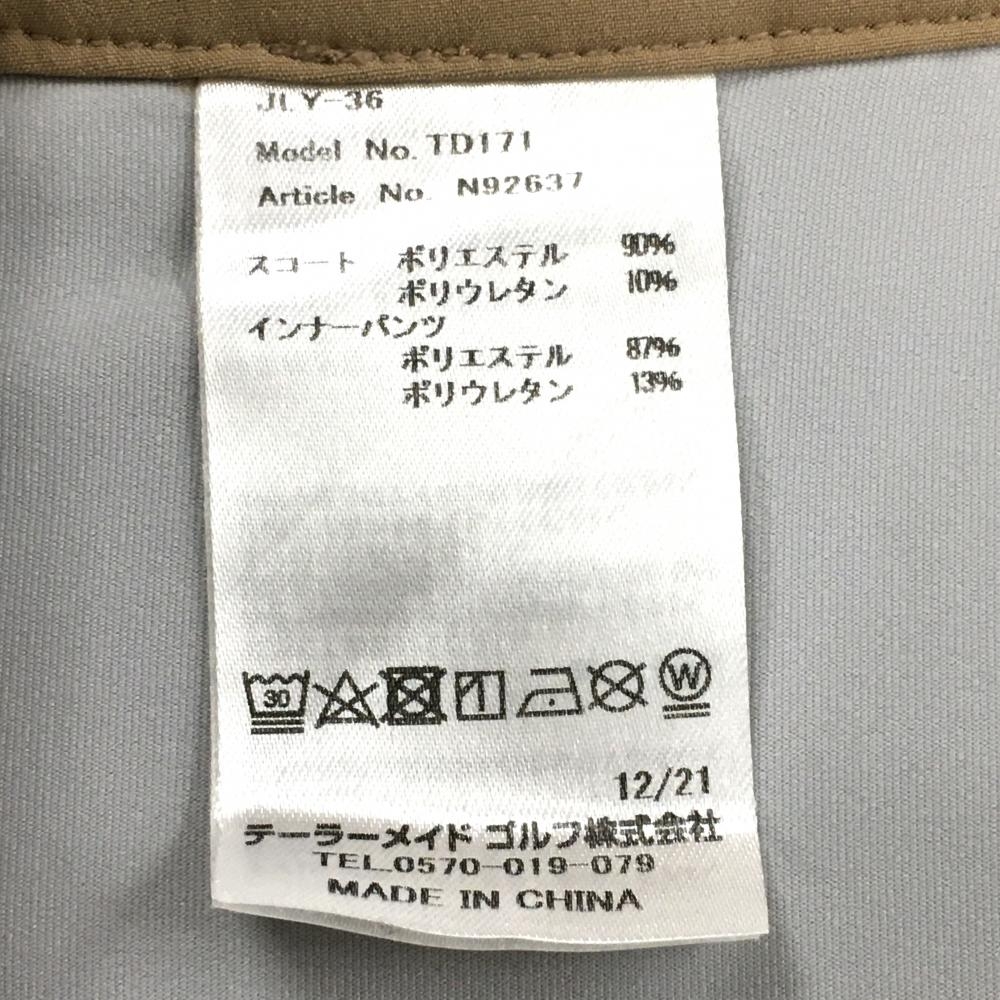 JLY-36
Model No. TD171
Article No. N92637
スコート ポリエステル 90%
ポリウレタン 10%
インナーパンツ
ポリエステル 87%
ポリウレタン 13%
30
W
12/21
テーラーメイド ゴルフ株式会社
TEL.0570-019-079
MADE IN CHINA